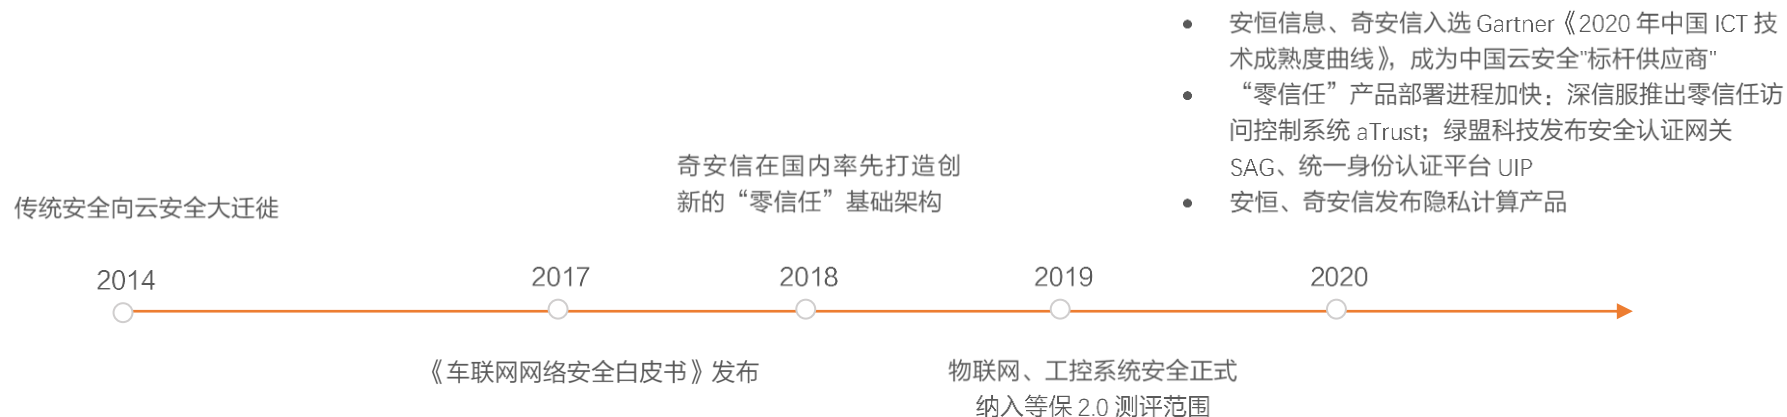 • 安恒信息、奇安信入选 Gartner《2020 年中国 ICT 技
术成熟度曲线》，成为中国云安全"标杆供应商"
• “零信任”产品部署进程加快：深信服推出零信任访
问控制系统 aTrust；绿盟科技发布安全认证网关
SAG、统一身份认证平台 UIP
• 安恒、奇安信发布隐私计算产品
奇安信在国内率先打造创
新的“零信任”基础架构
传统安全向云安全大迁徙
2014
2017
2018
2019
2020
《车联网网络安全白皮书》发布
物联网、工控系统安全正式
纳入等保 2.0 测评范围